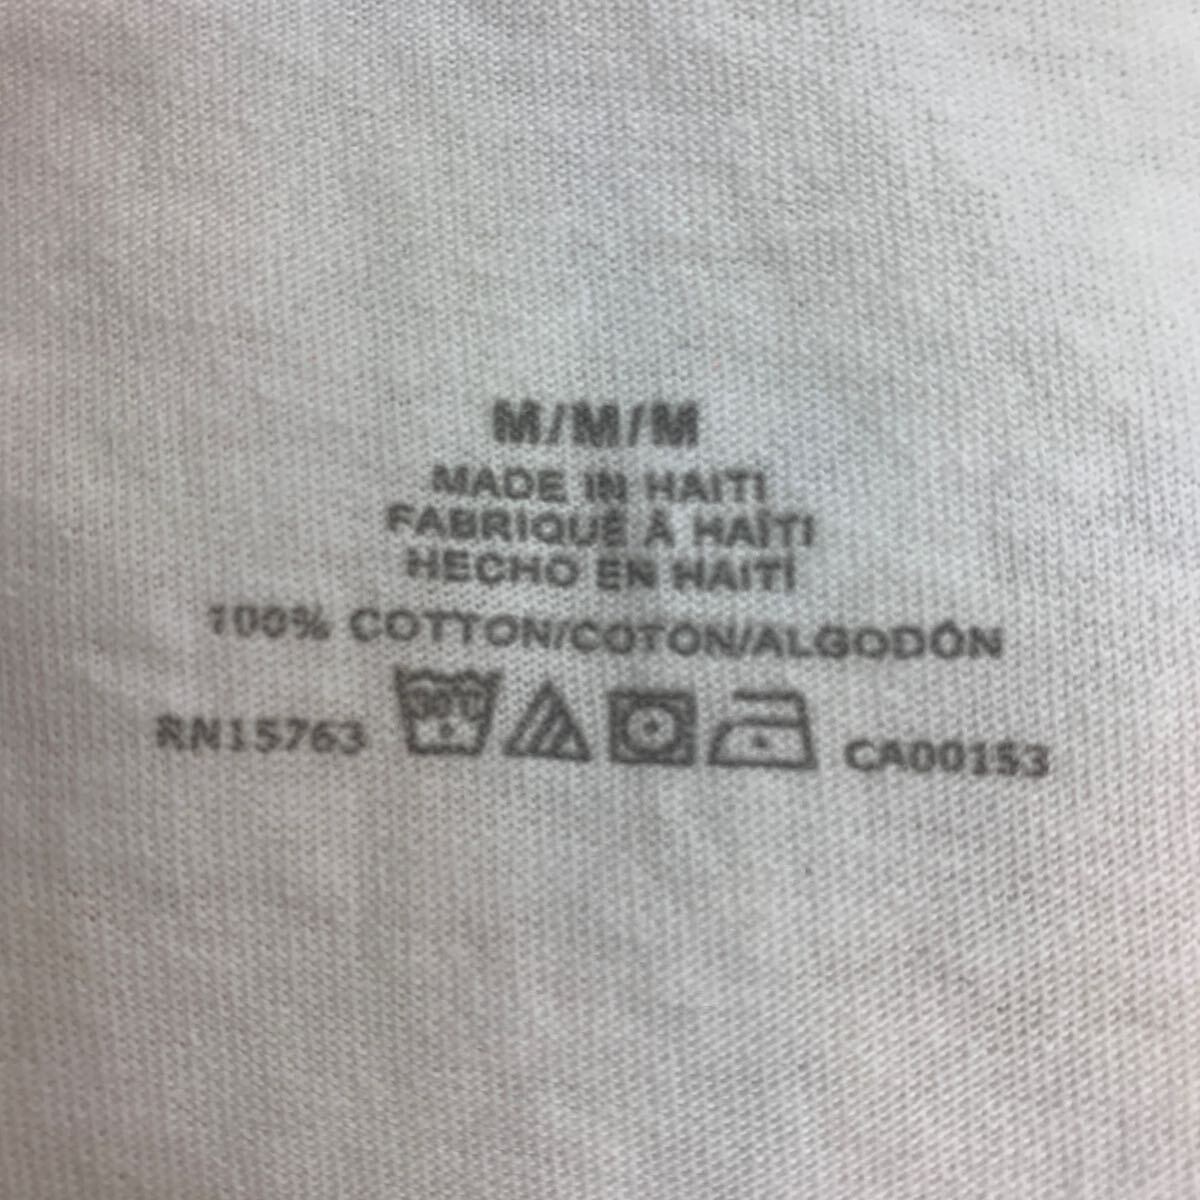 M/M/M
MADE IN HAITI
FABRIQUÉ À HAÏTI
HECHO EN HAITÍ
100% COTTON/COTON/ALGODÓN
RN15763 30°C CA00153